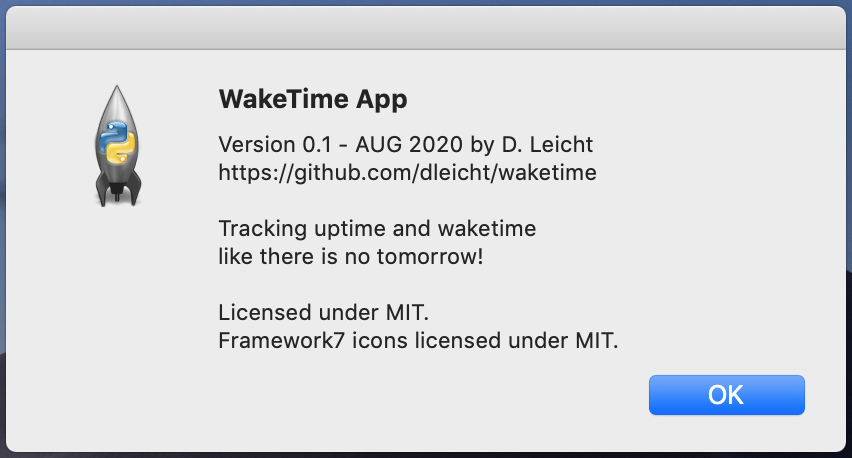 WakeTime App
Version 0.1 - AUG 2020 by D. Leicht
https://github.com/dleicht/waketime
Tracking uptime and waketime
like there is no tomorrow!
Licensed under MIT.
Framework7 icons licensed under MIT.
OK